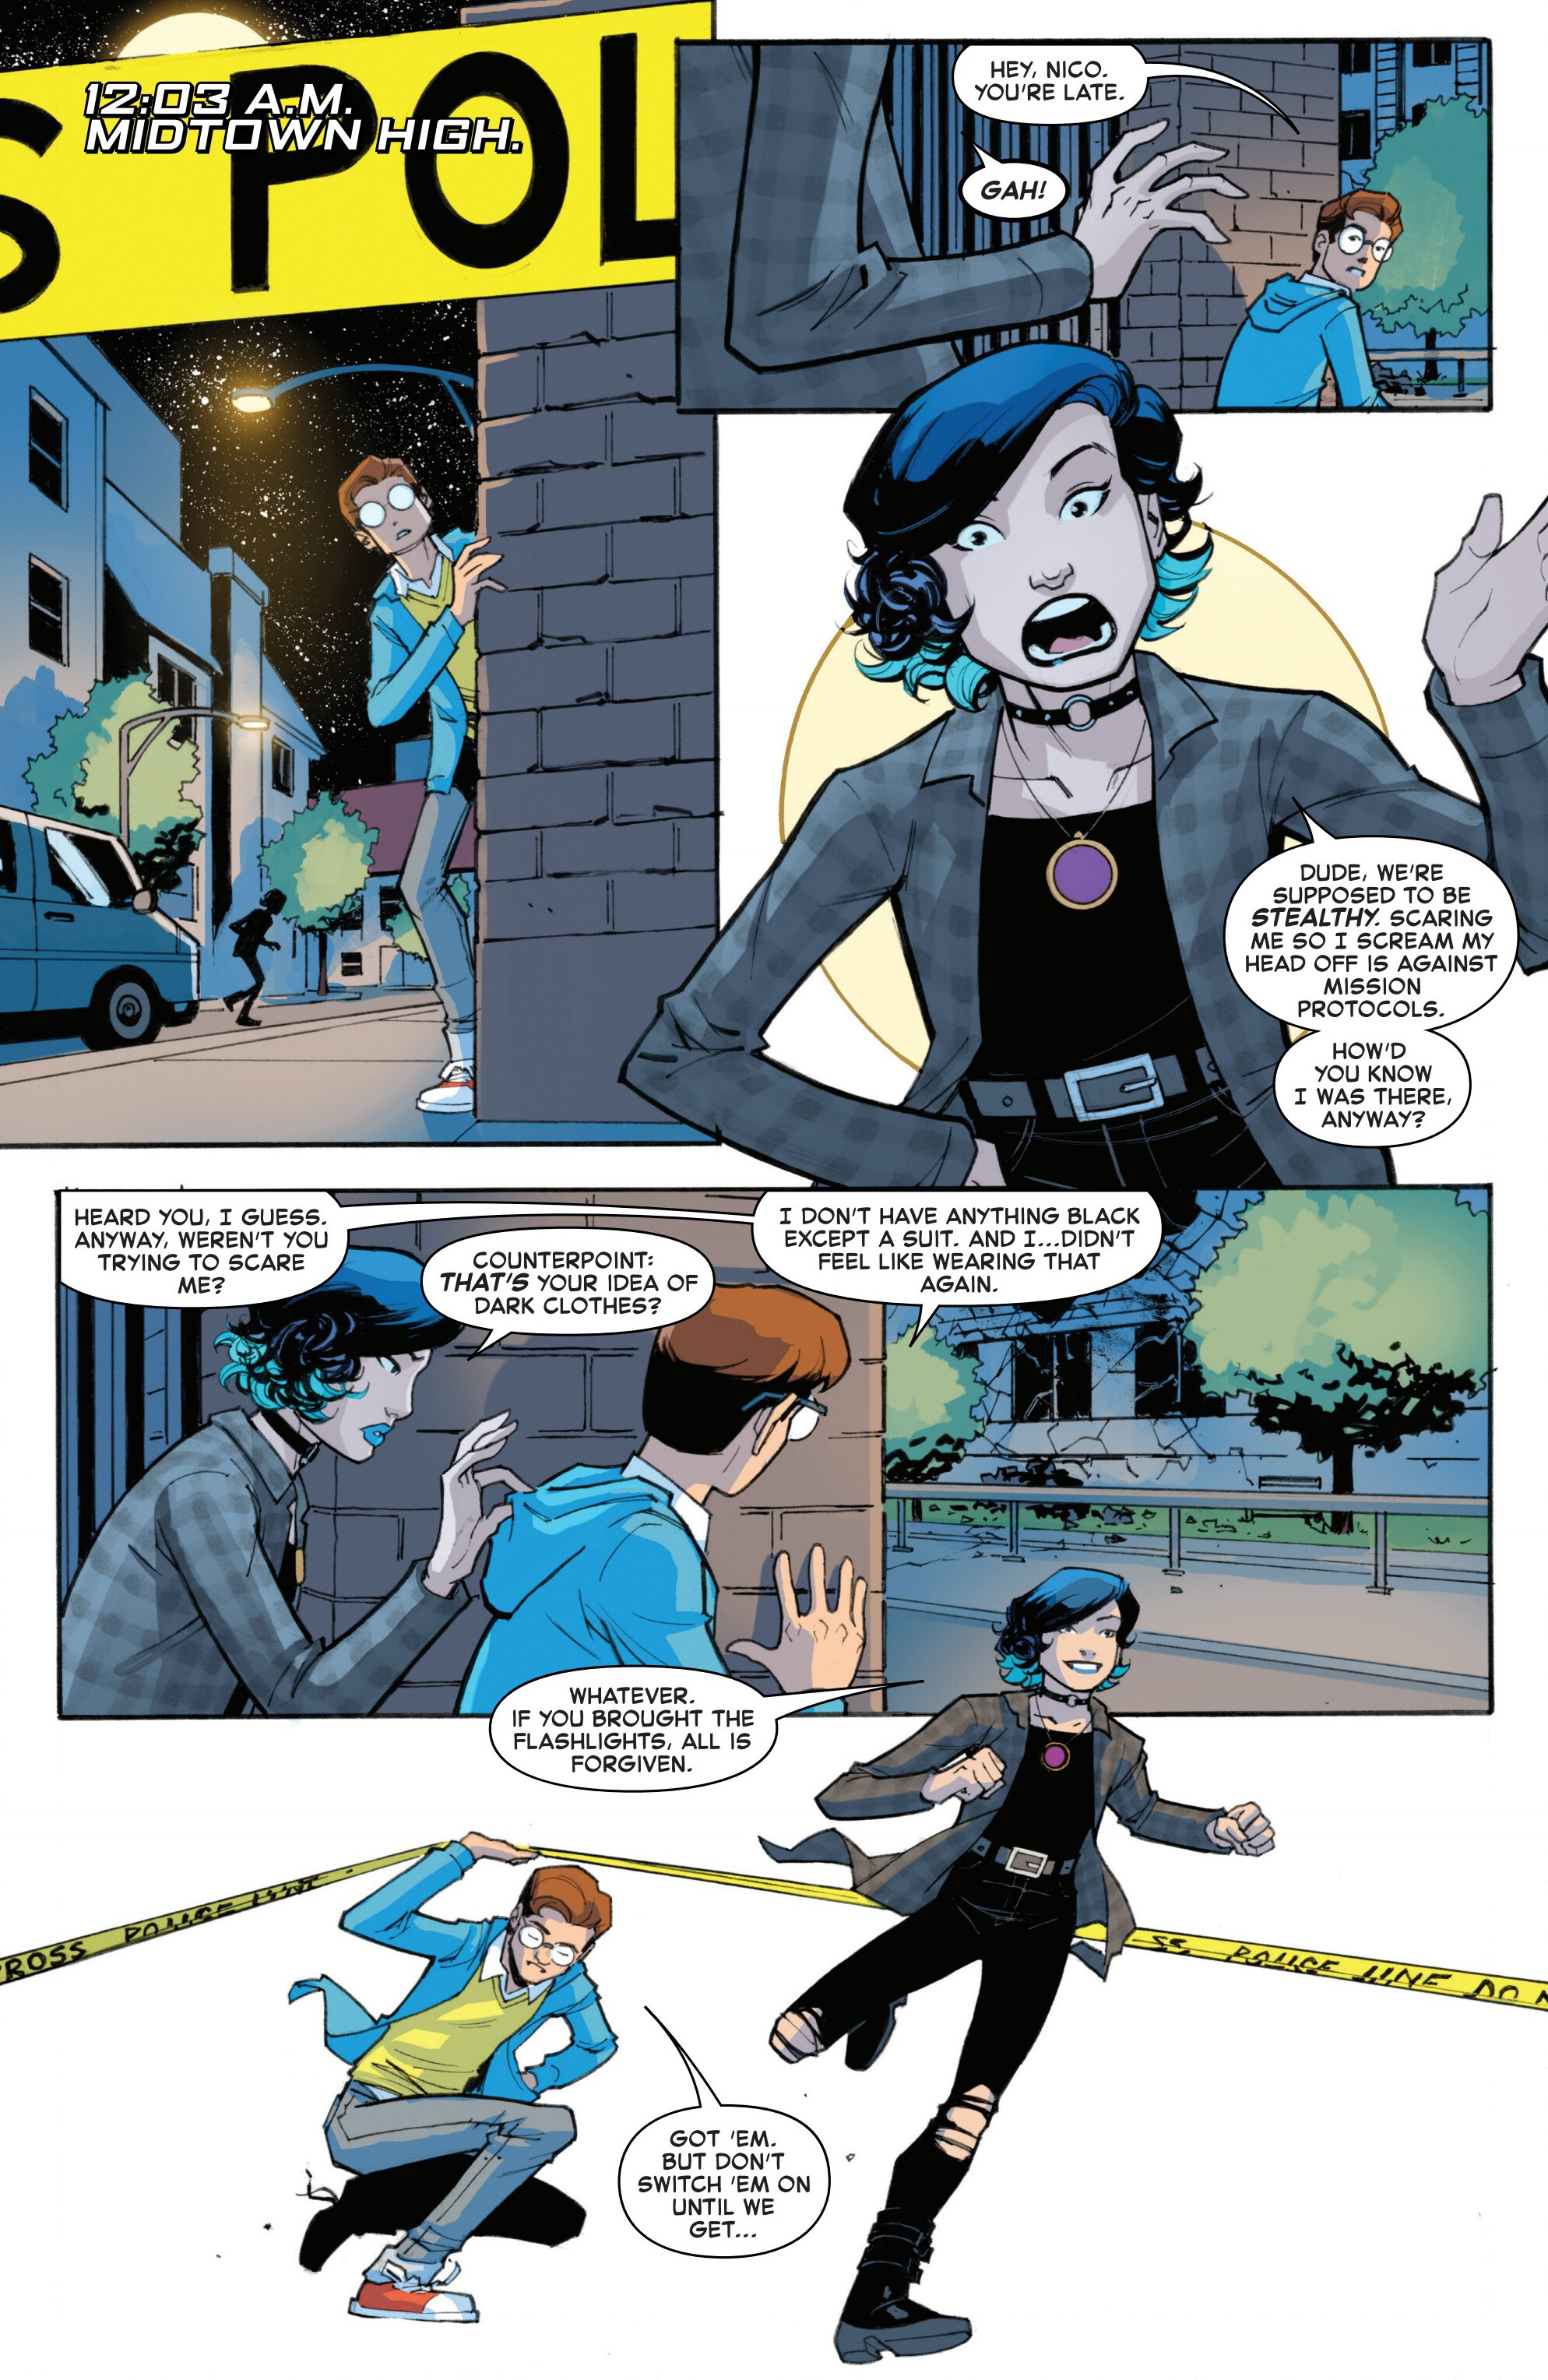 S POL
12:03 A.M.
MIDTOWN HIGH.
HEY, NICO.
YOU'RE LATE.
GAH!
DUDE, WE'RE
SUPPOSED TO BE
STEALTHY. SCARING
ME SO I SCREAM MY
HEAD OFF IS AGAINST
MISSION
PROTOCOLS.
HOW'D
YOU KNOW
I WAS THERE,
ANYWAY?
HEARD YOU, I GUESS.
ANYWAY, WEREN'T YOU
TRYING TO SCARE
ME?
COUNTERPOINT:
THAT'S YOUR IDEA OF
DARK CLOTHES?
I DON'T HAVE ANYTHING BLACK
EXCEPT A SUIT. AND I...DIDN'T
FEEL LIKE WEARING THAT
AGAIN.
WHATEVER.
IF YOU BROUGHT THE
FLASHLIGHTS, ALL IS
FORGIVEN.
ROSS POLICE LINE
SS POLICE LINE DO N
GOT 'EM.
BUT DON'T
SWITCH 'EM ON
UNTIL WE
GET...